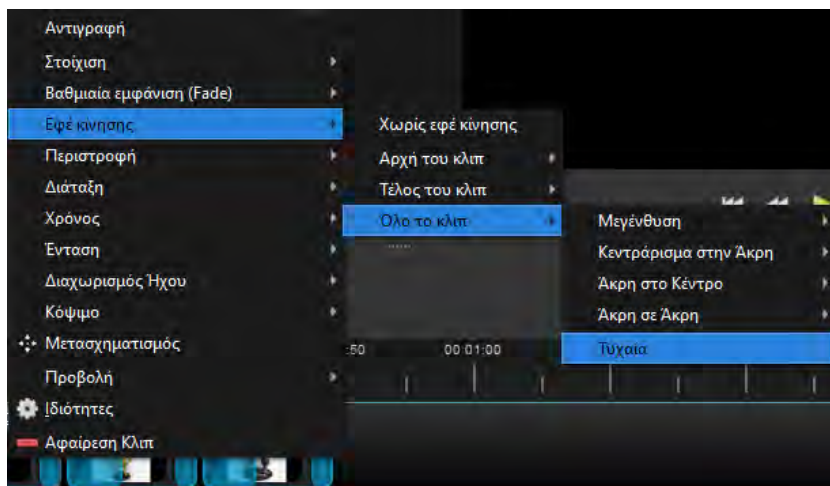 Αντιγραφή
Στοίχιση
Βαθμιαία εμφάνιση (Fade)
Εφέ κίνησης
Περιστροφή
Διάταξη
Χρόνος
Ένταση
Διαχωρισμός Ήχου
Κόψιμο
Μετασχηματισμός
Προβολή
Ιδιότητες
Αφαίρεση Κλιπ
Χωρίς εφέ κίνησης
Αρχή του κλιπ
Τέλος του κλιπ
Όλο το κλιπ
Μεγένθυση
Κεντράρισμα στην Άκρη
Άκρη στο Κέντρο
Άκρη σε Άκρη
Τυχαία
:50
00:01:00